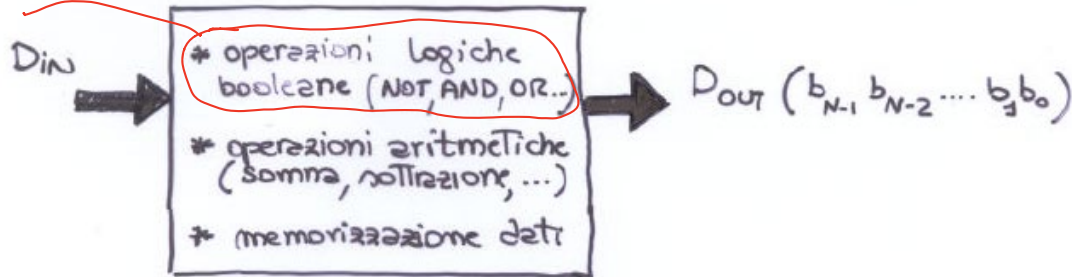 DIN
* operazioni logiche
booleane (NOT, AND, OR...)
* operazioni aritmetiche
(somma, sottrazione, ...)
* memorizzazione dati
DOUT (bN-1 bN-2 .... b1 b0)